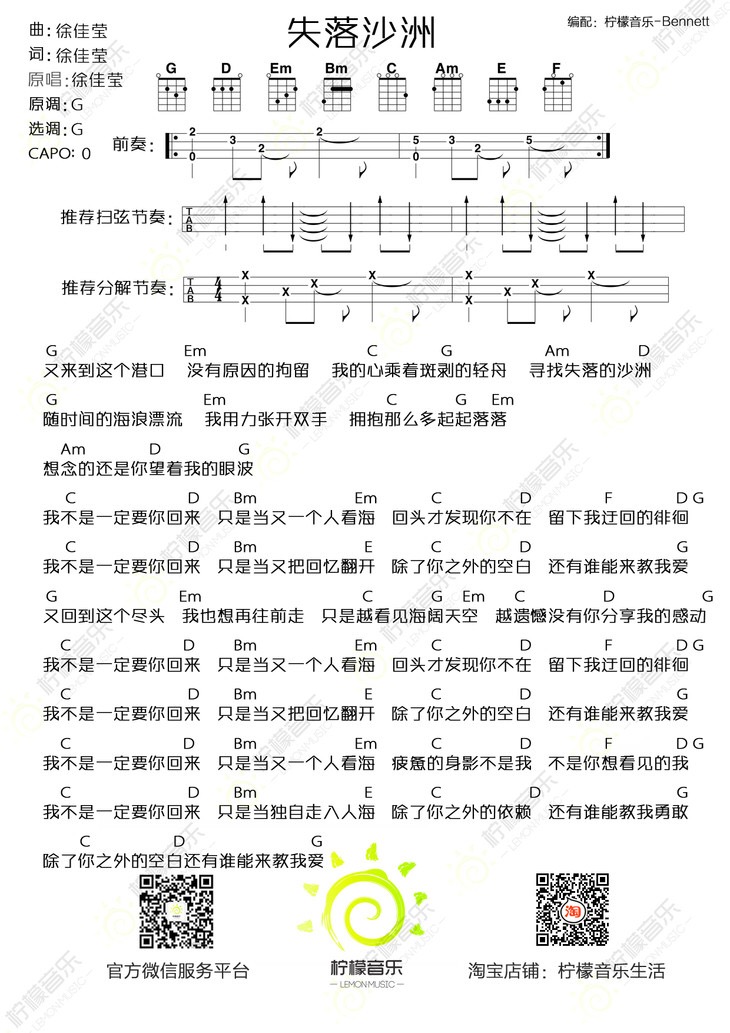 失落沙洲
编配：柠檬音乐-Bennett
曲: 徐佳莹
词: 徐佳莹
原唱: 徐佳莹
原调: G
选调: G
CAPO: 0
G D Em Bm C Am E F
前奏:
2 3 2 2 5 3 2 5
0 0
推荐扫弦节奏:
T A B
推荐分解节奏:
T A B 4 4 X X X X X X X X X X
G Em C G Am D
又来到这个港口 没有原因的拘留 我的心乘着斑剥的轻舟 寻找失落的沙洲
G Em C G Em
随时间的海浪漂流 我用力张开双手 拥抱那么多起起落落
Am D G
想念的还是你望着我的眼波
C D Bm Em C D F D G
我不是一定要你回来 只是当又一个人看海 回头才发现你不在 留下我迂回的徘徊
C D Bm E C D G
我不是一定要你回来 只是当又把回忆翻开 除了你之外的空白 还有谁能来教我爱
G Em C G Em C D G
又回到这个尽头 我也想再往前走 只是越看见海阔天空 越遗憾没有你分享我的感动
C D Bm Em C D F D G
我不是一定要你回来 只是当又一个人看海 回头才发现你不在 留下我迂回的徘徊
C D Bm E C D G
我不是一定要你回来 只是当又把回忆翻开 除了你之外的空白 还有谁能来教我爱
C D Bm Em C D F D G
我不是一定要你回来 只是当又一个人看海 疲惫的身影不是我 不是你想看见的我
C D Bm E C D G
我不是一定要你回来 只是当独自走入人海 除了你之外的依赖 还有谁能教我勇敢
C D G
除了你之外的空白还有谁能来教我爱
淘
官方微信服务平台
柠檬音乐
LEMON MUSIC
淘宝店铺：柠檬音乐生活